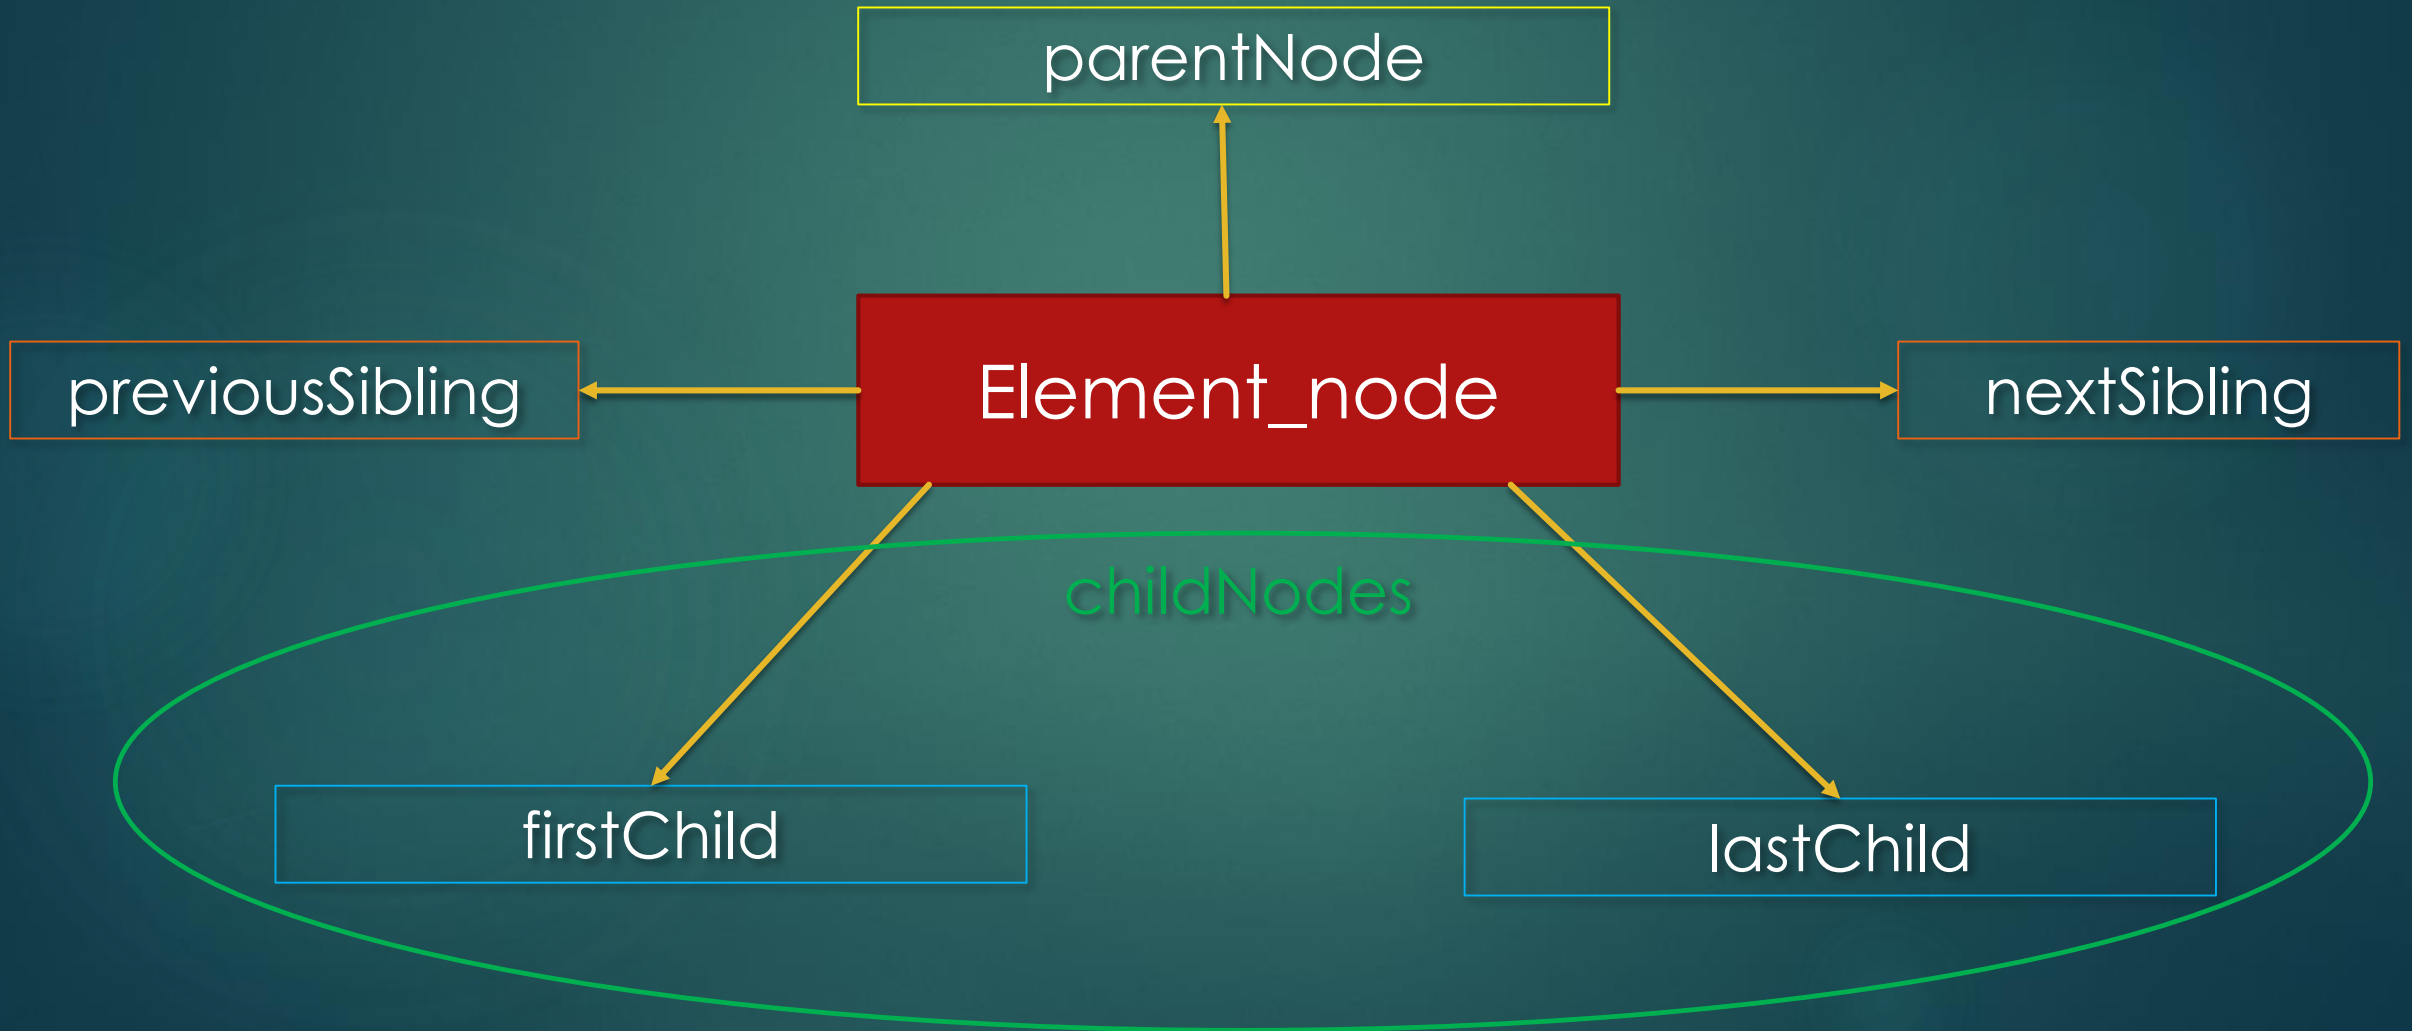 parentNode
previousSibling
Element_node
nextSibling
childNodes
firstChild
lastChild